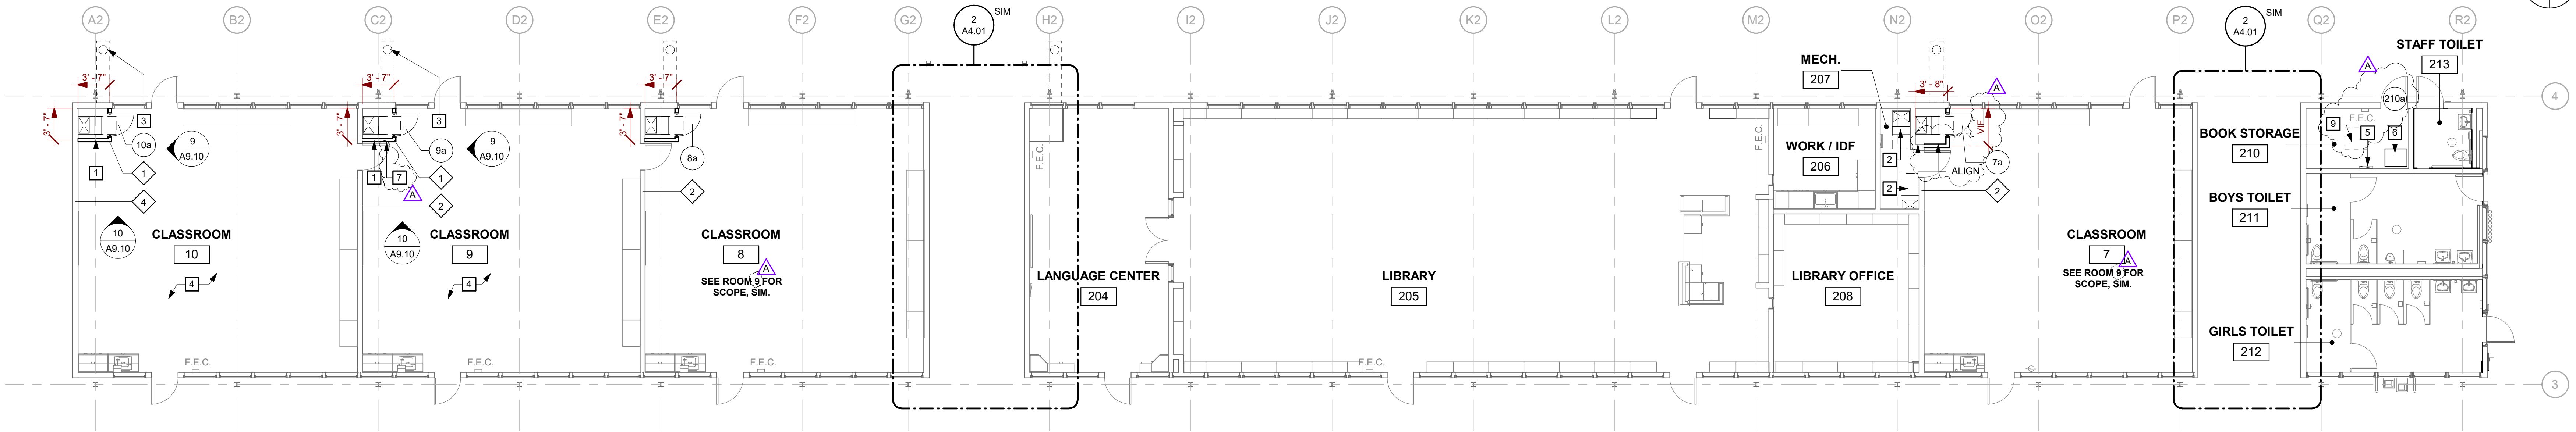 A2
B2
C2
D2
E2
F2
G2
2
A4.01
SIM
H2
I2
J2
K2
L2
M2
N2
O2
P2
2
A4.01
SIM
Q2
R2
3' - 7"
3' - 7"
3' - 7"
3' - 8"
MECH.
207
STAFF TOILET
213
A
A
4
3' - 7"
3' - 7"
3' - 7"
3
3
10a
9a
8a
7a
210a
9
A9.10
9
A9.10
1
1
1
7
1
A
4
2
2
2
2
2
VIF
ALIGN
F.E.C.
F.E.C.
F.E.C.
9
5
6
WORK / IDF
206
BOOK STORAGE
210
BOYS TOILET
211
10
A9.10
10
A9.10
CLASSROOM
10
CLASSROOM
9
CLASSROOM
8
A
SEE ROOM 9 FOR
SCOPE, SIM.
LANGUAGE CENTER
204
LIBRARY
205
LIBRARY OFFICE
208
CLASSROOM
7
A
SEE ROOM 9 FOR
SCOPE, SIM.
4
4
GIRLS TOILET
212
F.E.C.
F.E.C.
F.E.C.
F.E.C.
3